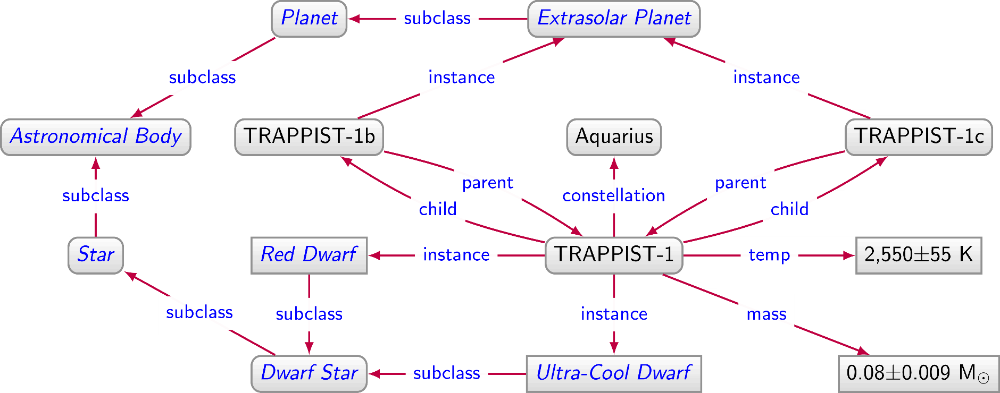 Planet
subclass
Extrasolar Planet
subclass
instance
instance
Astronomical Body
TRAPPIST-1b
Aquarius
TRAPPIST-1c
subclass
parent
constellation
parent
child
child
Star
Red Dwarf
instance
TRAPPIST-1
temp
2,550±55 K
subclass
subclass
instance
mass
Dwarf Star
subclass
Ultra-Cool Dwarf
0.08±0.009 M☉